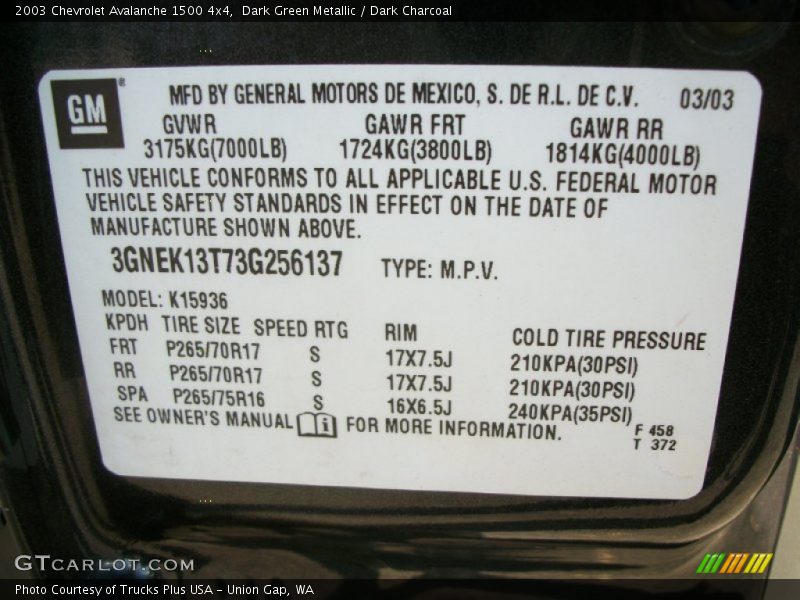 2003 Chevrolet Avalanche 1500 4x4, Dark Green Metallic / Dark Charcoal
GM®
MFD BY GENERAL MOTORS DE MEXICO, S. DE R.L. DE C.V. 03/03
GVWR GAWR FRT GAWR RR
3175KG(7000LB) 1724KG(3800LB) 1814KG(4000LB)
THIS VEHICLE CONFORMS TO ALL APPLICABLE U.S. FEDERAL MOTOR
VEHICLE SAFETY STANDARDS IN EFFECT ON THE DATE OF
MANUFACTURE SHOWN ABOVE.
3GNEK13T73G256137 TYPE: M.P.V.
MODEL: K15936
KPDH TIRE SIZE SPEED RTG RIM COLD TIRE PRESSURE
FRT P265/70R17 S 17X7.5J 210KPA(30PSI)
RR P265/70R17 S 17X7.5J 210KPA(30PSI)
SPA P265/75R16 S 16X6.5J 240KPA(35PSI)
SEE OWNER'S MANUAL i FOR MORE INFORMATION.
F 458
T 372
GTCARLOT.COM
Photo Courtesy of Trucks Plus USA - Union Gap, WA